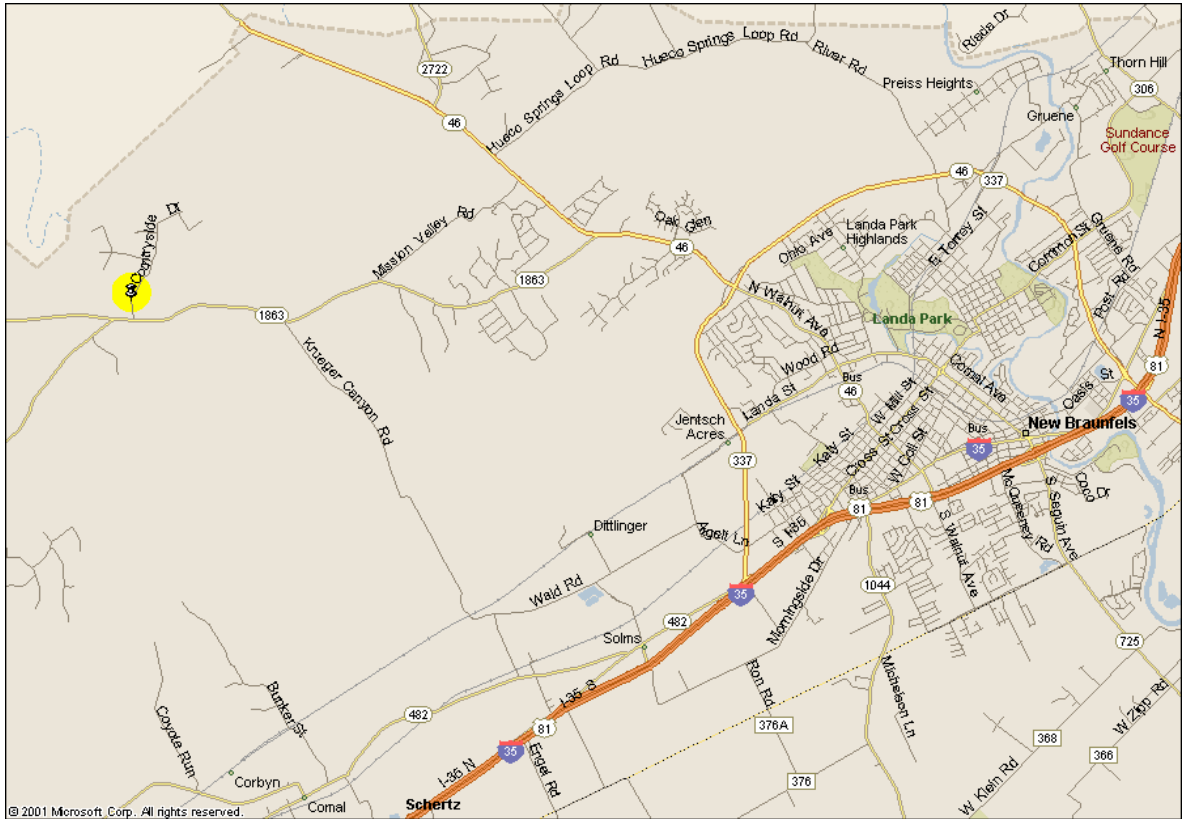 Rlada Dr
Hueco Springs Loop Rd
River Rd
Thorn Hill
2722
Preiss Heights
306
Hueco Springs Loop Rd
Gruene
46
Sundance
Golf Course
46
337
Countryside Dr
Mission Valley Rd
Oak Glen
46
Ohio Ave
Landa Park
Highlands
E Torrey St
Common St
Gruene Rd
1863
1863
N Walnut Ave
Landa Park
Post Rd
N I-35
Krueger Canyon Rd
Wood Rd
Landa St
Bus
46
W Mill St
Comal Ave
Oasis St
81
35
Jentsch
Acres
Katy St
Cross St
Cross St
W Coll St
Bus
35
New Braunfels
337
Katy St
Bus
81
81
McQueeney Rd
S Seguin Ave
Coco Dr
Dittlinger
Algelt Ln
S I-35
S Walnut Ave
Wald Rd
35
Morningside Dr
1044
482
Solms
725
Ron Rd
Michelson Ln
Coyote Run
Bunker St
482
I-35 S
81
376A
W Zipp Rd
368
366
35
Engel Rd
I-35 N
376
W Klein Rd
Corbyn
Comal
Schertz
© 2001 Microsoft Corp. All rights reserved.